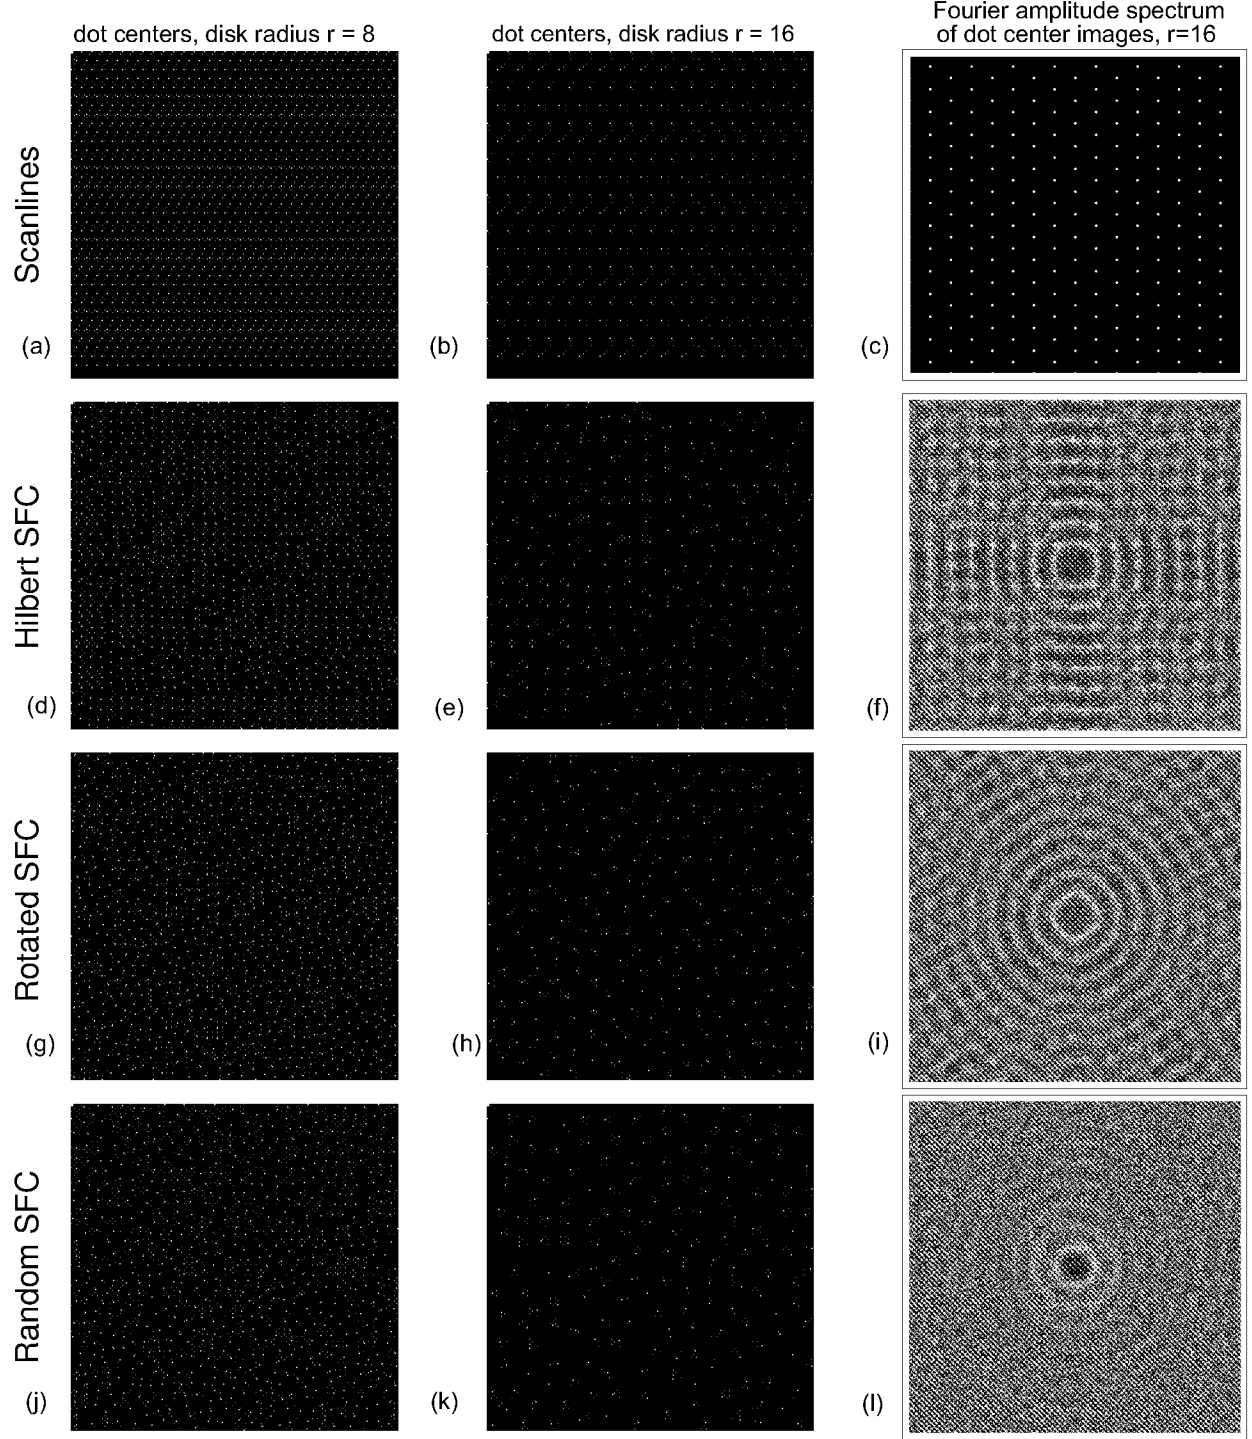 dot centers, disk radius r = 8
dot centers, disk radius r = 16
Fourier amplitude spectrum
of dot center images, r=16
Scanlines
(a)
(b)
(c)
Hilbert SFC
(d)
(e)
(f)
Rotated SFC
(g)
(h)
(i)
Random SFC
(j)
(k)
(l)